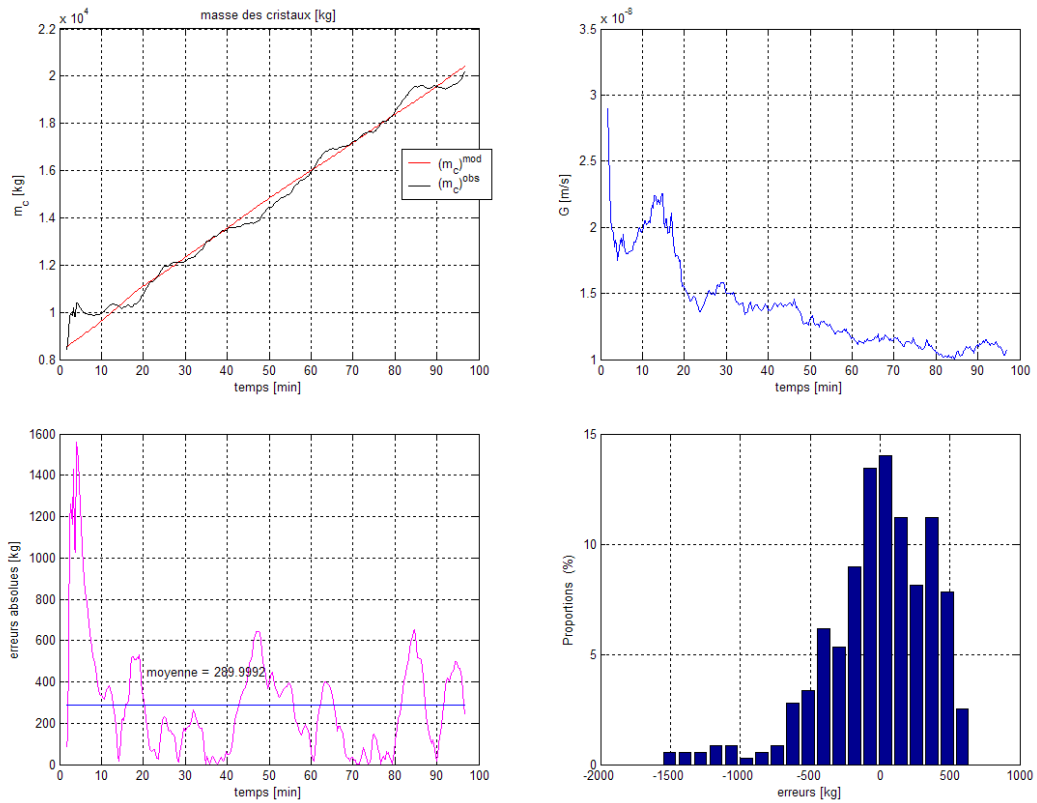 masse des cristaux [kg]
x 10^4
2.2
2
1.8
1.6
1.4
1.2
1
0.8
m_c [kg]
(m_c)^mod
(m_c)^obs
0 10 20 30 40 50 60 70 80 90 100
temps [min]
x 10^-8
3.5
3
2.5
2
1.5
1
G [m/s]
0 10 20 30 40 50 60 70 80 90 100
temps [min]
1600
1400
1200
1000
800
600
400
200
0
erreurs absolues [kg]
moyenne = 289.9992
0 10 20 30 40 50 60 70 80 90 100
temps [min]
15
10
5
0
Proportions (%)
-2000 -1500 -1000 -500 0 500 1000
erreurs [kg]